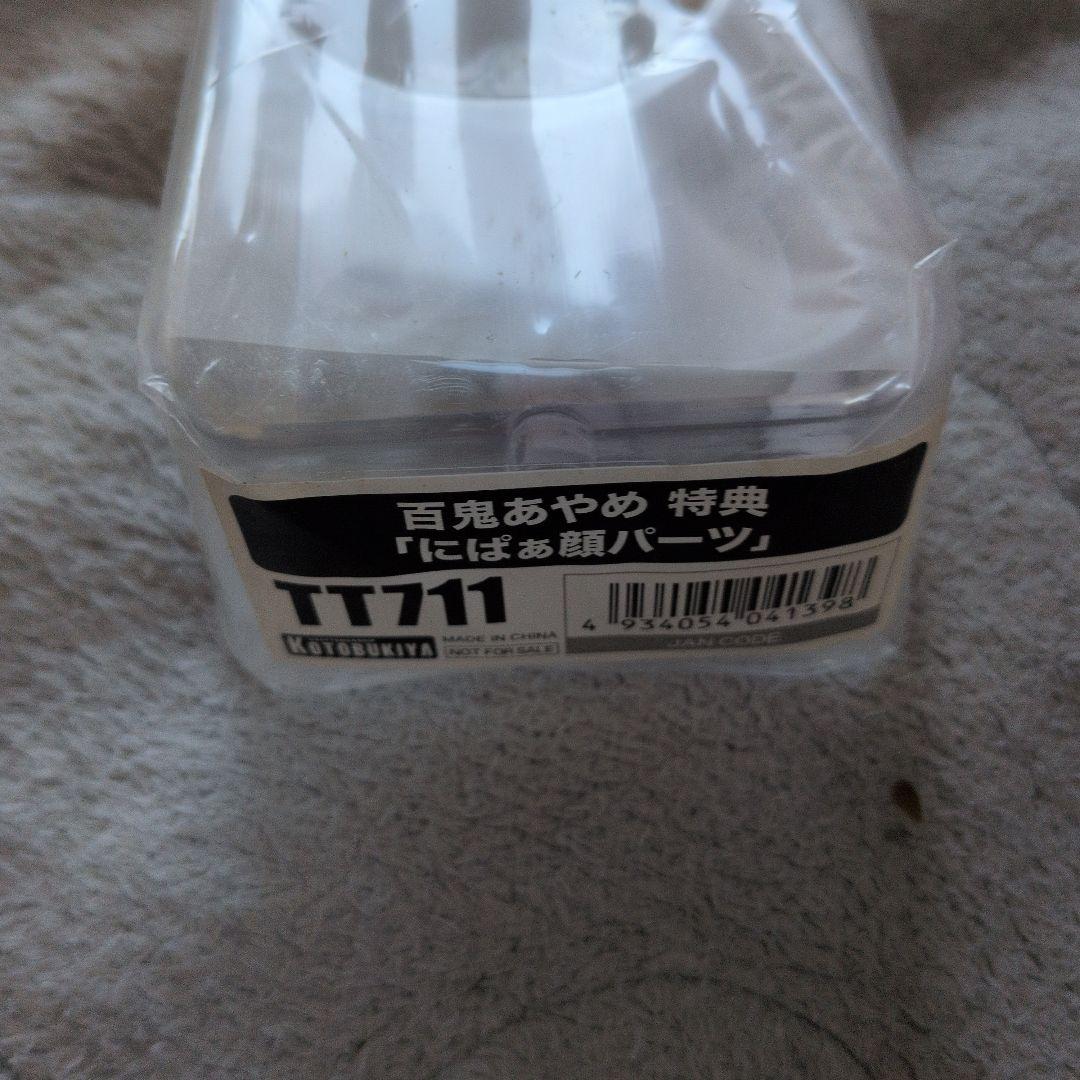 百鬼あやめ 特典
「にぱぁ顔パーツ」
TT711
KOTOBUKIYA
MADE IN CHINA
NOT FOR SALE
4 934054 041398
JAN CODE